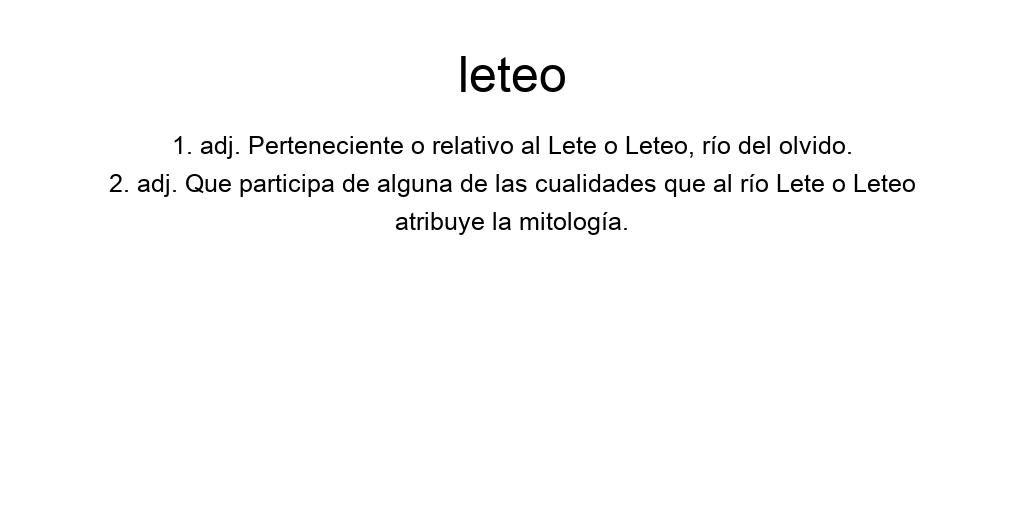 leteo
1. adj. Perteneciente o relativo al Lete o Leteo, río del olvido.
2. adj. Que participa de alguna de las cualidades que al río Lete o Leteo
atribuye la mitología.